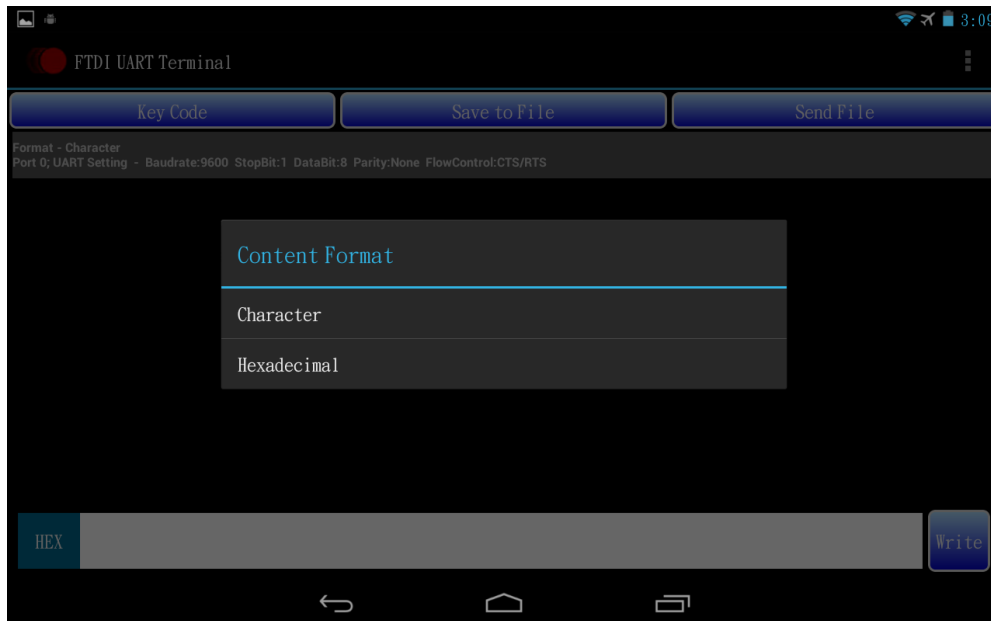 3:09
FTDI UART Terminal
Key Code
Save to File
Send File
Format - Character
Port 0; UART Setting - Baudrate:9600 StopBit:1 DataBit:8 Parity:None FlowControl:CTS/RTS
Content Format
Character
Hexadecimal
HEX
Write